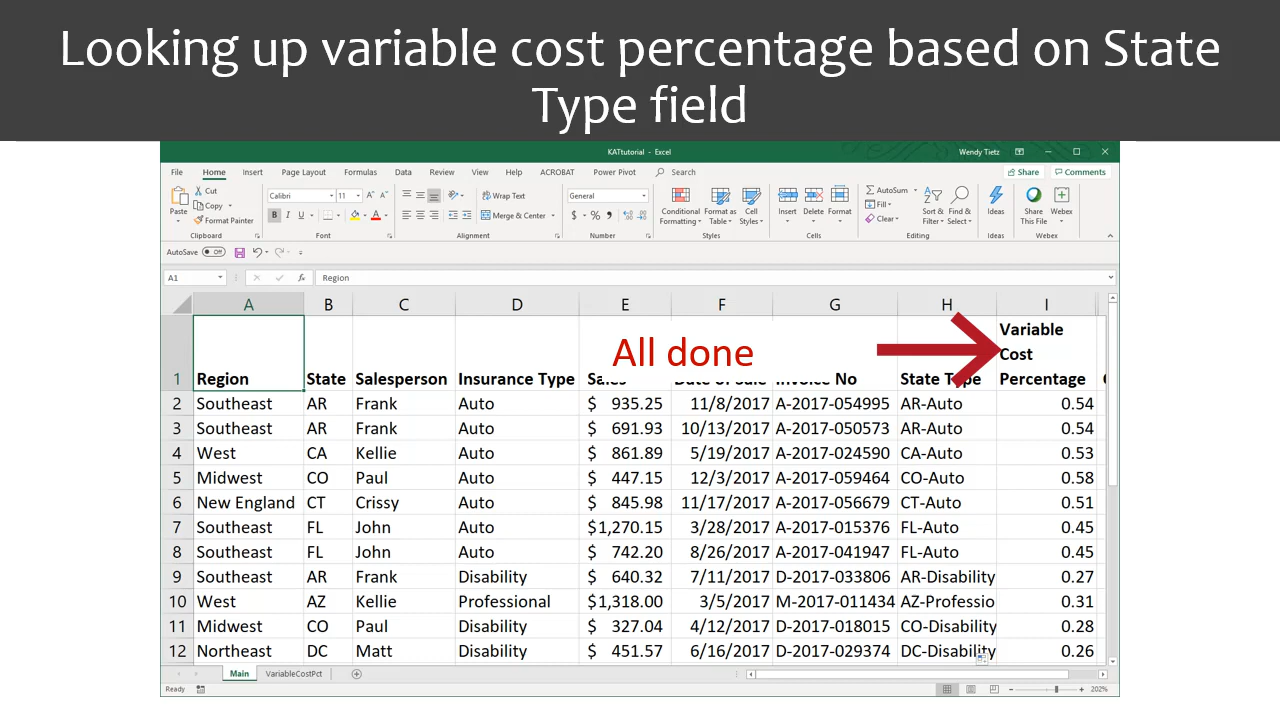 Looking up variable cost percentage based on State
Type field
KATtutorial - Excel
Wendy Tietz
File Home Insert Page Layout Formulas Data Review View Help ACROBAT Power Pivot Search Share Comments
Paste
Cut
Copy
Format Painter
Clipboard
Calibri 11
B I U
Font
Wrap Text
Merge & Center
Alignment
General
$ % ,
Number
Conditional Formatting
Format as Table
Cell Styles
Styles
Insert Delete Format
Cells
AutoSum
Fill
Clear
Sort & Filter
Find & Select
Editing
Ideas
Ideas
Share This File
Webex
Webex
AutoSave Off
A1 fx Region
A B C D E F G H I
All done
1 Region State Salesperson Insurance Type Sales Date of Sale Invoice No State Type Variable Cost Percentage
2 Southeast AR Frank Auto $ 935.25 11/8/2017 A-2017-054995 AR-Auto 0.54
3 Southeast AR Frank Auto $ 691.93 10/13/2017 A-2017-050573 AR-Auto 0.54
4 West CA Kellie Auto $ 861.89 5/19/2017 A-2017-024590 CA-Auto 0.53
5 Midwest CO Paul Auto $ 447.15 12/3/2017 A-2017-059464 CO-Auto 0.58
6 New England CT Crissy Auto $ 845.98 11/17/2017 A-2017-056679 CT-Auto 0.51
7 Southeast FL John Auto $1,270.15 3/28/2017 A-2017-015376 FL-Auto 0.45
8 Southeast FL John Auto $ 742.20 8/26/2017 A-2017-041947 FL-Auto 0.45
9 Southeast AR Frank Disability $ 640.32 7/11/2017 D-2017-033806 AR-Disability 0.27
10 West AZ Kellie Professional $1,318.00 3/5/2017 M-2017-011434 AZ-Professio 0.31
11 Midwest CO Paul Disability $ 327.04 4/12/2017 D-2017-018015 CO-Disability 0.28
12 Northeast DC Matt Disability $ 451.57 6/16/2017 D-2017-029374 DC-Disability 0.26
Main VariableCostPct
Ready
202%